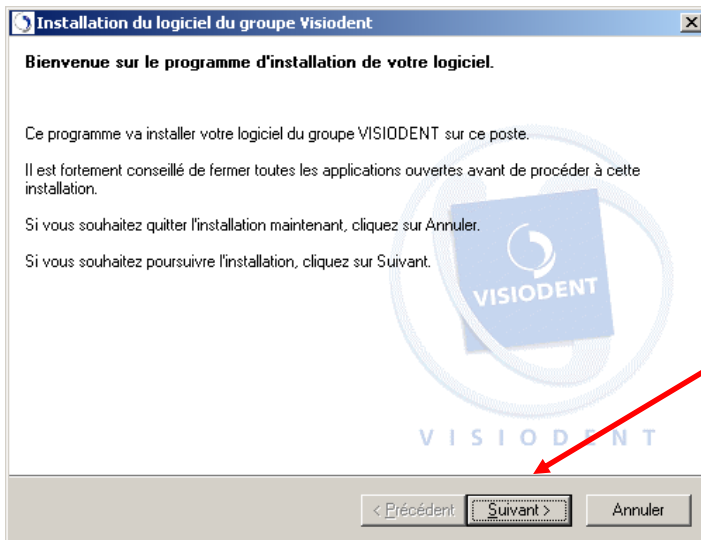 Installation du logiciel du groupe Visiodent
Bienvenue sur le programme d'installation de votre logiciel.
Ce programme va installer votre logiciel du groupe VISIODENT sur ce poste.
Il est fortement conseillé de fermer toutes les applications ouvertes avant de procéder à cette
installation.
Si vous souhaitez quitter l'installation maintenant, cliquez sur Annuler.
Si vous souhaitez poursuivre l'installation, cliquez sur Suivant.
VISIODENT
VISIODENT
< Précédent Suivant > Annuler